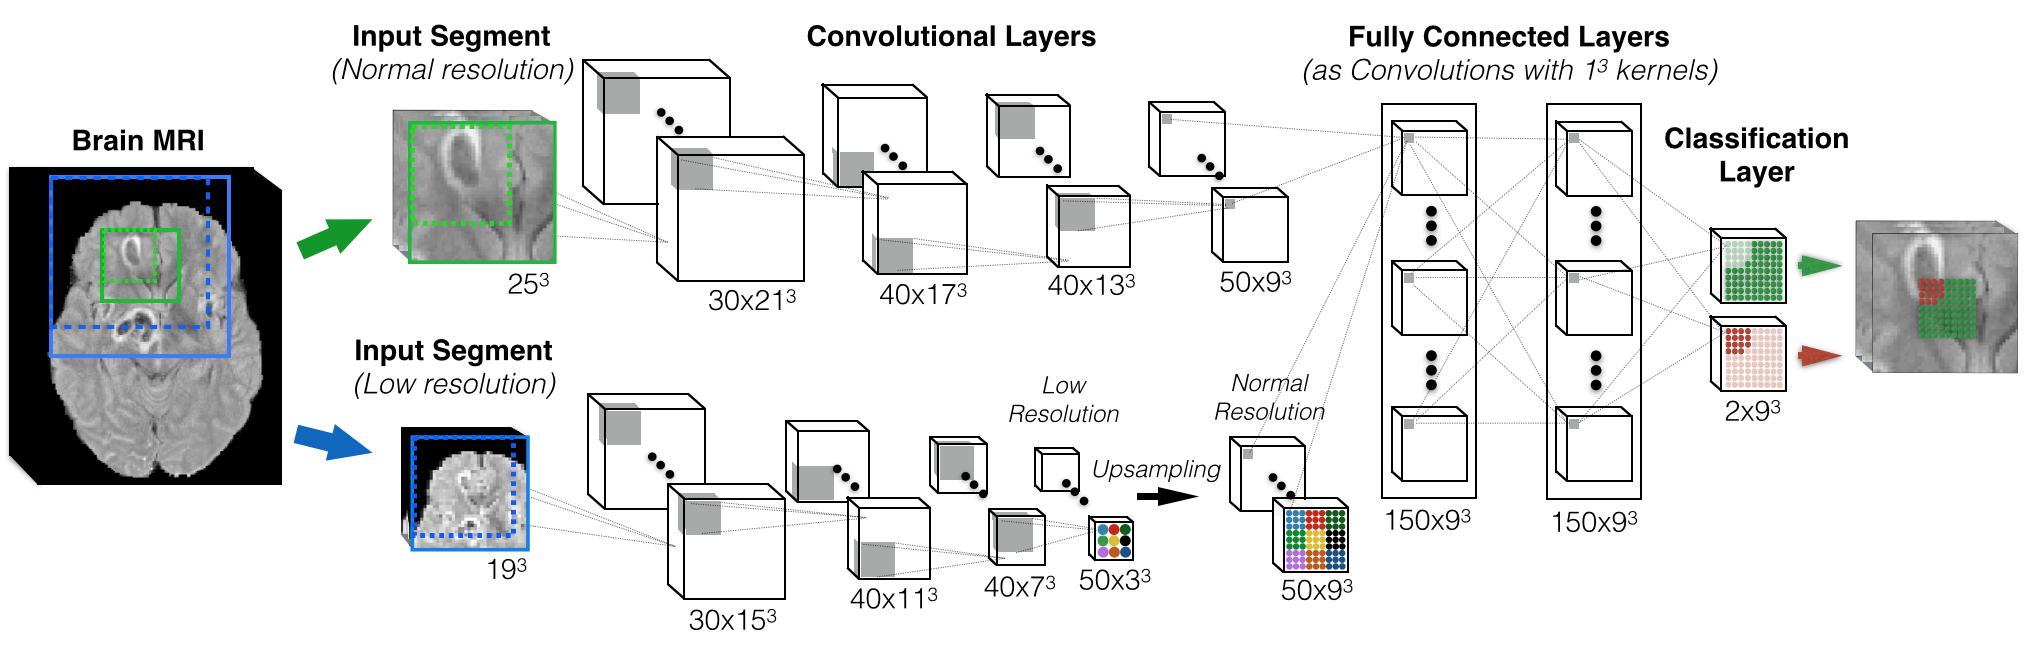 Brain MRI
Input Segment
(Normal resolution)
25³
Convolutional Layers
30x21³
40x17³
40x13³
50x9³
Input Segment
(Low resolution)
19³
30x15³
40x11³
40x7³
Low
Resolution
50x3³
Upsampling
Normal
Resolution
50x9³
Fully Connected Layers
(as Convolutions with 1³ kernels)
150x9³
150x9³
Classification
Layer
2x9³